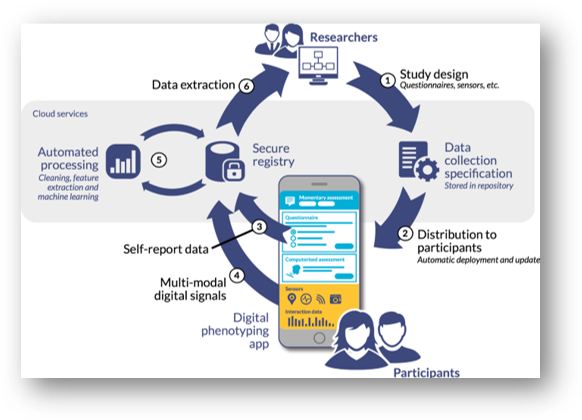 Researchers
Data extraction
6
1
Study design
Questionnaires, sensors, etc.
Cloud services
Automated
processing
Cleaning, feature
extraction and
machine learning
5
Secure
registry
Data
collection
specification
Stored in repository
Momentary assessment
Questionnaire
3
Self-report data
2
Distribution to
participants
Automatic deployment and update
Computerised assessment
4
Multi-modal
digital signals
Sensors
Interaction data
Digital
phenotyping
app
Participants